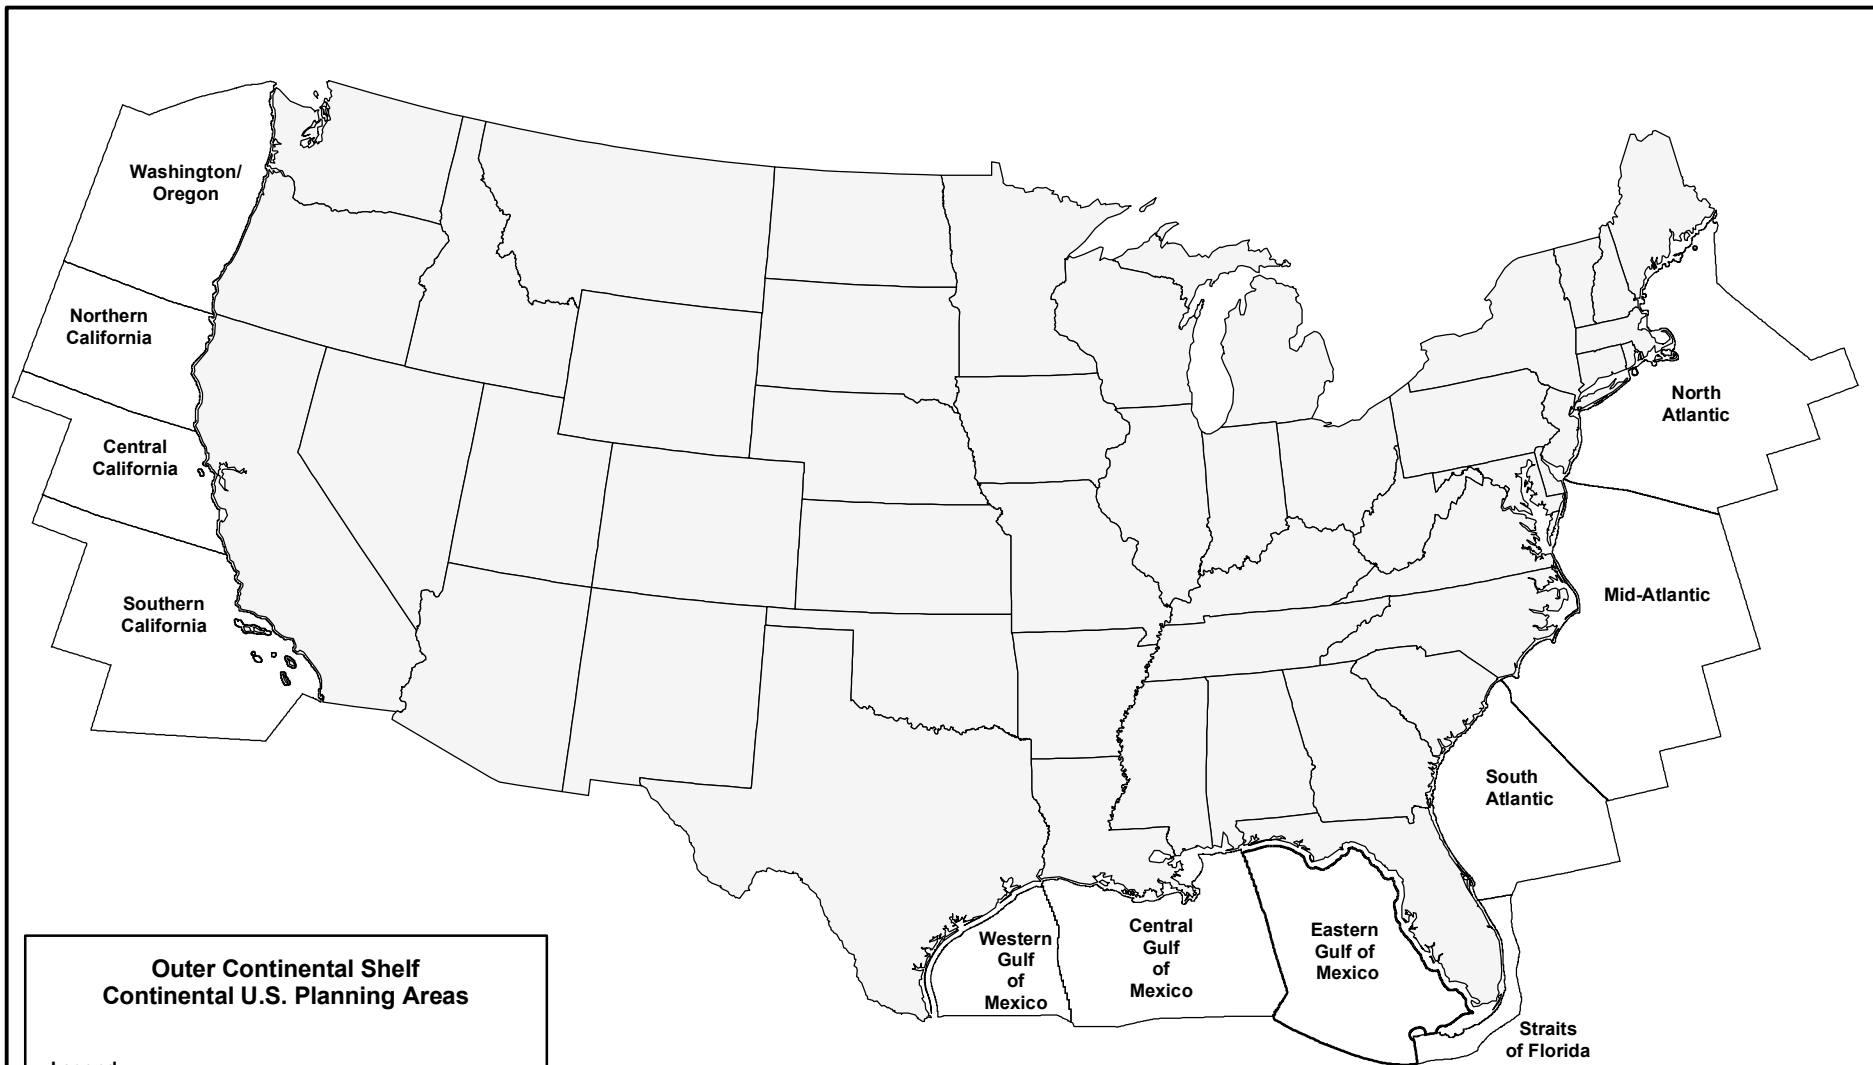 Washington/
Oregon
Northern
California
Central
California
Southern
California
North
Atlantic
Mid-Atlantic
South
Atlantic
Western
Gulf
of
Mexico
Central
Gulf
of
Mexico
Eastern
Gulf of
Mexico
Straits
of Florida
Outer Continental Shelf
Continental U.S. Planning Areas